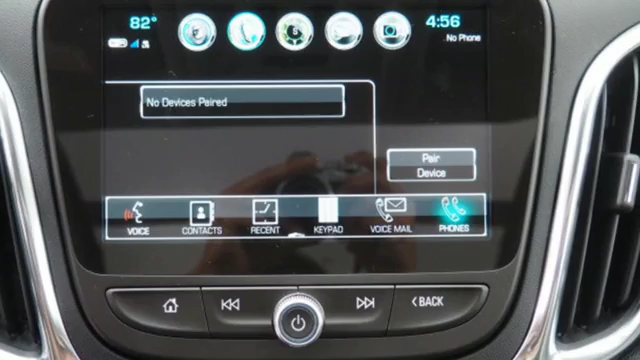 82° 4:56
No Phone
No Devices Paired
Pair
Device
VOICE CONTACTS RECENT KEYPAD VOICE MAIL PHONES
BACK